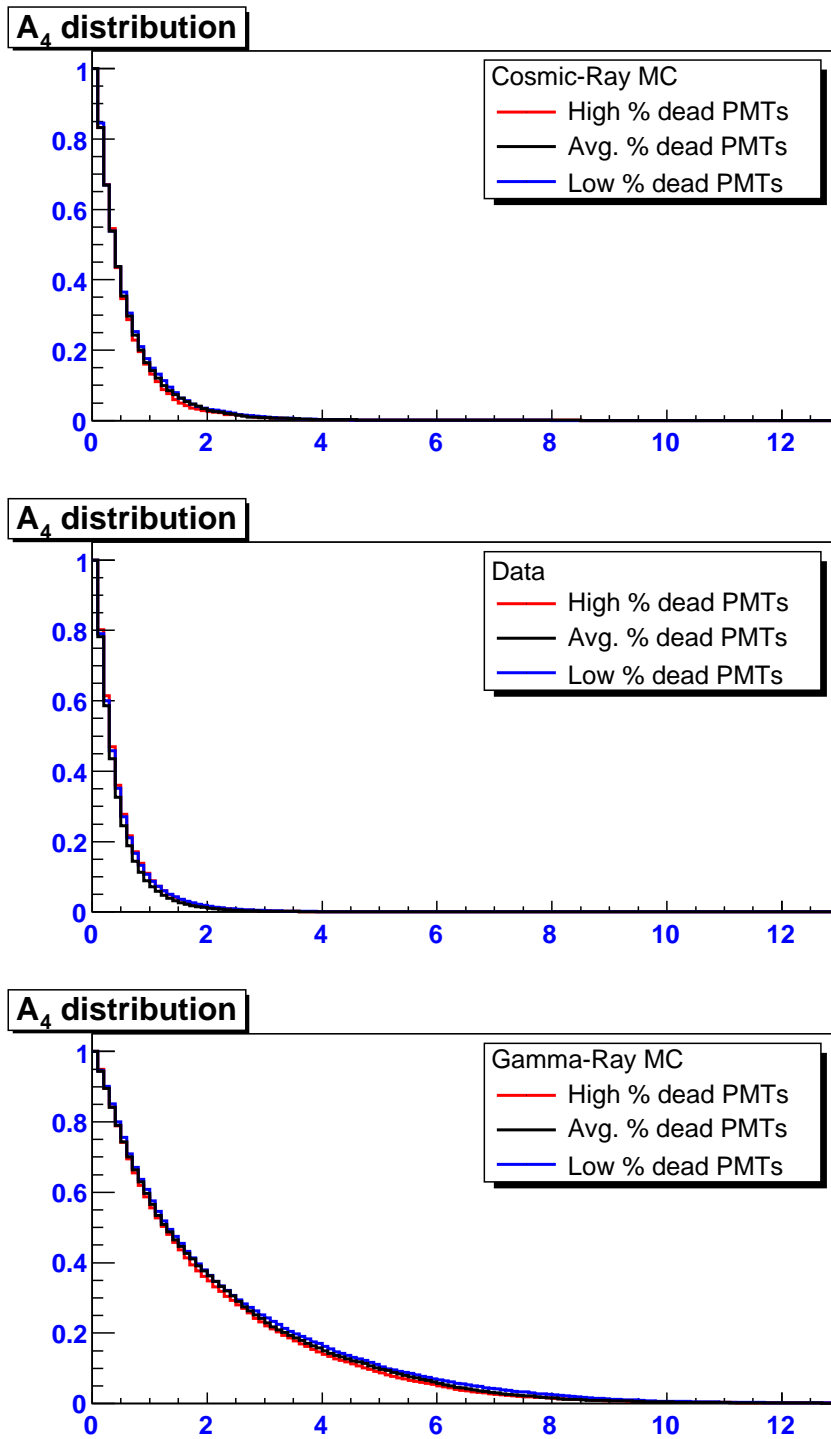 A4 distribution
Cosmic-Ray MC
High % dead PMTs
Avg. % dead PMTs
Low % dead PMTs
1
0.8
0.6
0.4
0.2
0
0 2 4 6 8 10 12
A4 distribution
Data
High % dead PMTs
Avg. % dead PMTs
Low % dead PMTs
1
0.8
0.6
0.4
0.2
0
0 2 4 6 8 10 12
A4 distribution
Gamma-Ray MC
High % dead PMTs
Avg. % dead PMTs
Low % dead PMTs
1
0.8
0.6
0.4
0.2
0
0 2 4 6 8 10 12